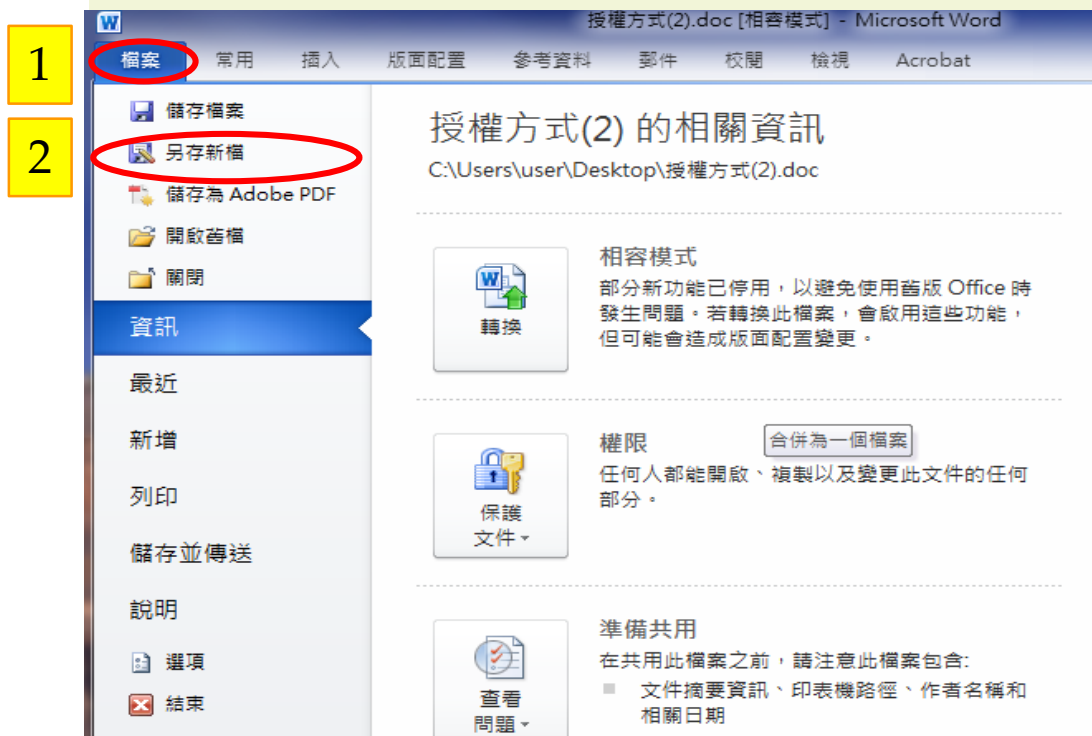 授權方式(2).doc [相容模式] - Microsoft Word
1
檔案 常用 插入 版面配置 參考資料 郵件 校閱 檢視 Acrobat
2
儲存檔案
另存新檔
儲存為 Adobe PDF
開啟舊檔
關閉
資訊
最近
新增
列印
儲存並傳送
說明
選項
結束
授權方式(2) 的相關資訊
C:\Users\user\Desktop\授權方式(2).doc
轉換
相容模式
部分新功能已停用，以避免使用舊版 Office 時
發生問題。若轉換此檔案，會啟用這些功能，
但可能會造成版面配置變更。
保護
文件
權限
合併為一個檔案
任何人都能開啟、複製以及變更此文件的任何
部分。
查看
問題
準備共用
在共用此檔案之前，請注意此檔案包含:
文件摘要資訊、印表機路徑、作者名稱和
相關日期